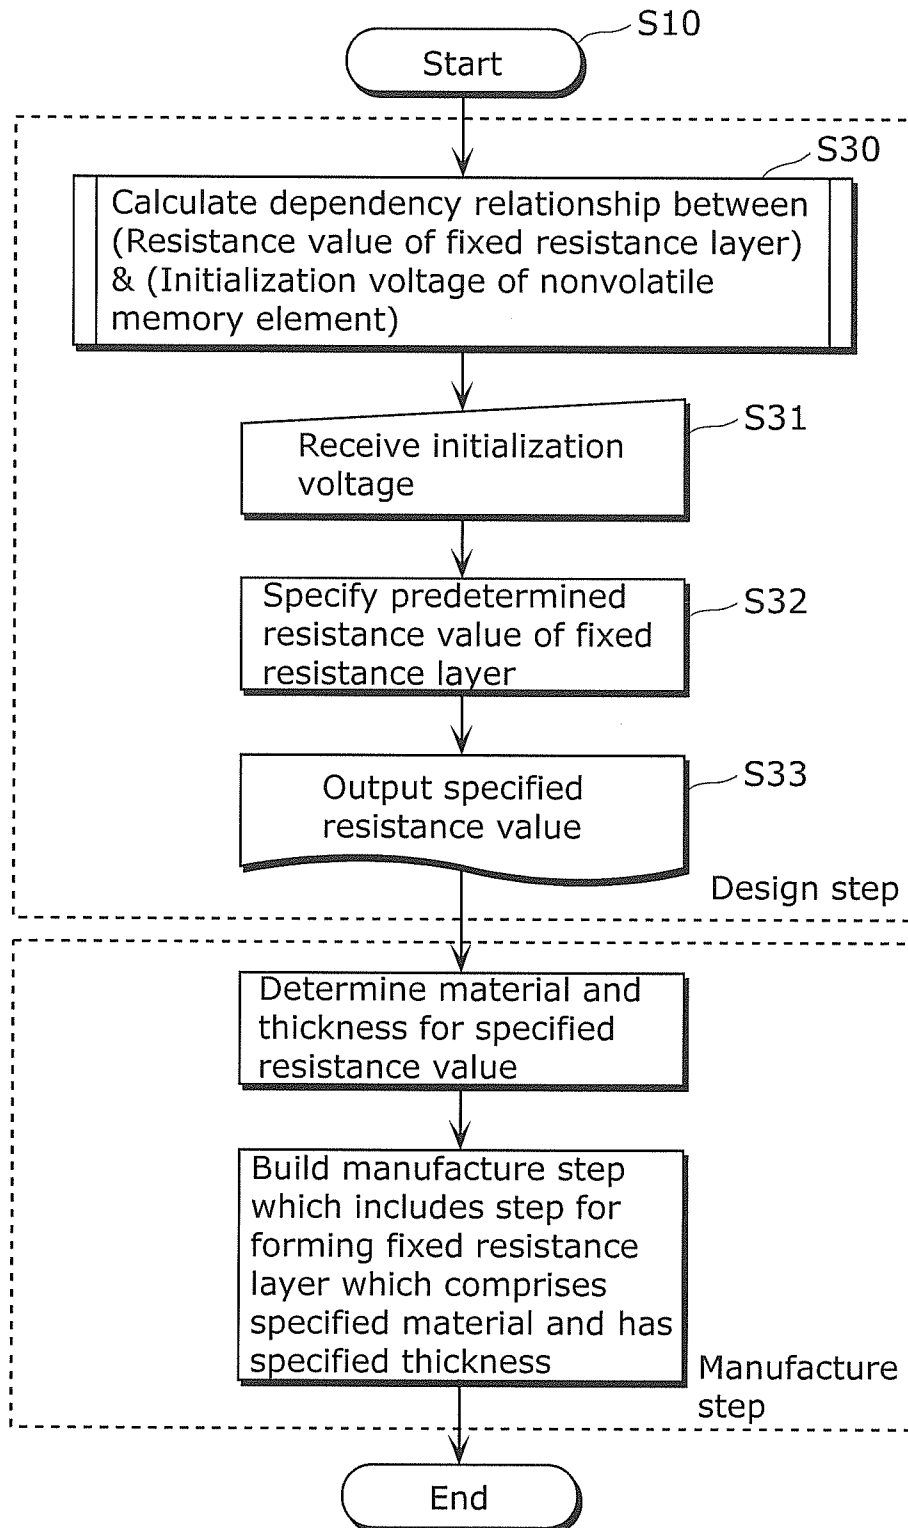 S10
Start
S30
Calculate dependency relationship between
(Resistance value of fixed resistance layer)
& (Initialization voltage of nonvolatile
memory element)
S31
Receive initialization
voltage
S32
Specify predetermined
resistance value of fixed
resistance layer
S33
Output specified
resistance value
Design step
Determine material and
thickness for specified
resistance value
Build manufacture step
which includes step for
forming fixed resistance
layer which comprises
specified material and has
specified thickness
Manufacture
step
End